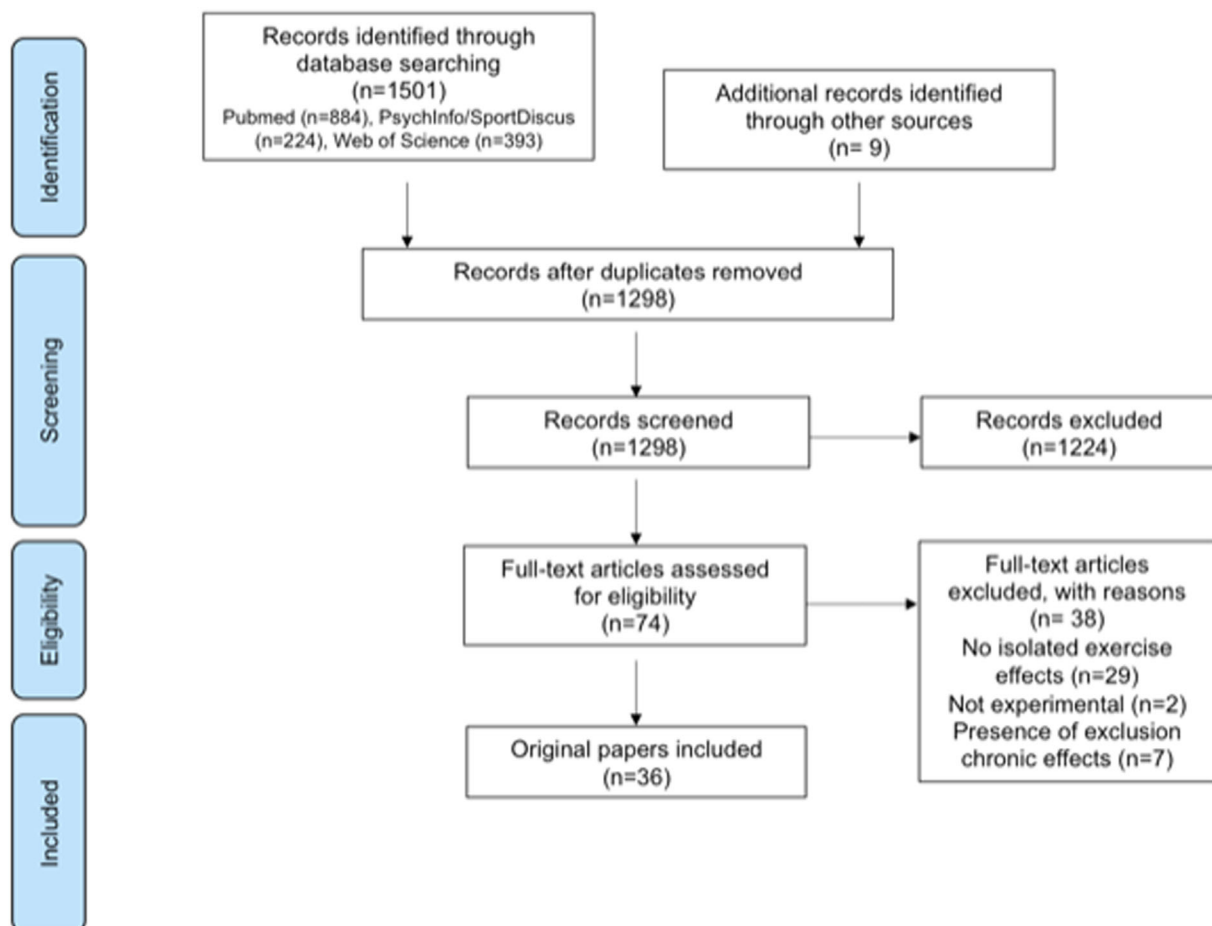 Identification
Records identified through
database searching
(n=1501)
Pubmed (n=884), PsychInfo/SportDiscus
(n=224), Web of Science (n=393)
Additional records identified
through other sources
(n= 9)
Screening
Records after duplicates removed
(n=1298)
Records screened
(n=1298)
Records excluded
(n=1224)
Eligibility
Full-text articles assessed
for eligibility
(n=74)
Full-text articles
excluded, with reasons
(n= 38)
No isolated exercise
effects (n=29)
Not experimental (n=2)
Presence of exclusion
chronic effects (n=7)
Included
Original papers included
(n=36)